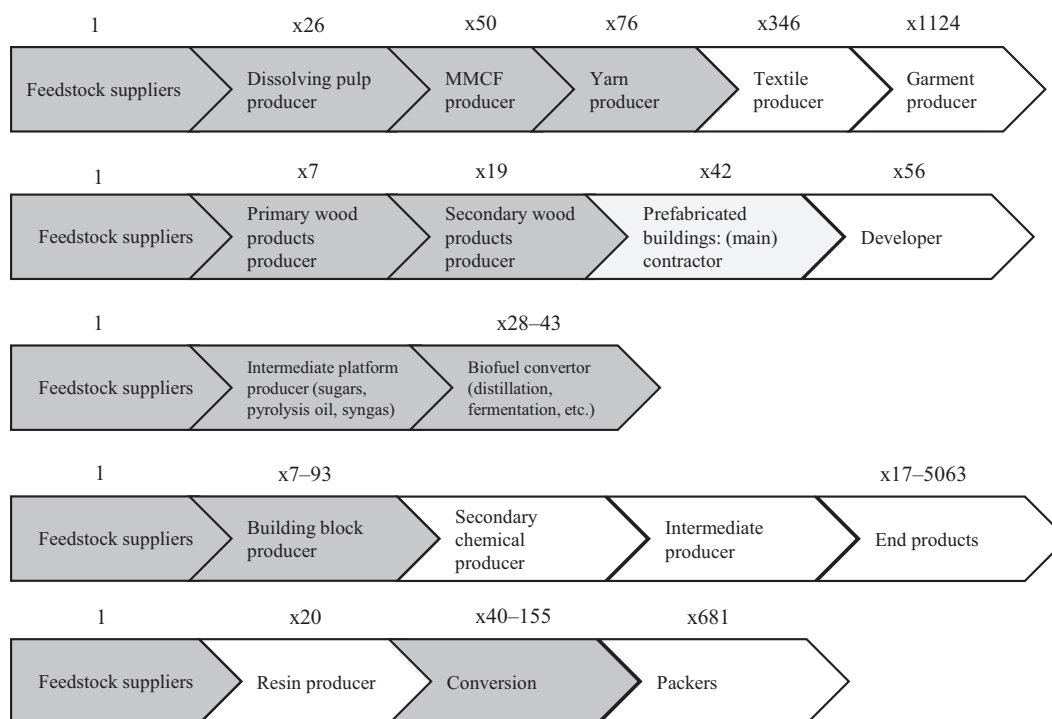 1 x26 x50 x76 x346 x1124
Feedstock suppliers
Dissolving pulp
producer
MMCF
producer
Yarn
producer
Textile
producer
Garment
producer
1 x7 x19 x42 x56
Feedstock suppliers
Primary wood
products
producer
Secondary wood
products
producer
Prefabricated
buildings: (main)
contractor
Developer
1 x28–43
Feedstock suppliers
Intermediate platform
producer (sugars,
pyrolysis oil, syngas)
Biofuel convertor
(distillation,
fermentation, etc.)
1 x7–93 x17–5063
Feedstock suppliers
Building block
producer
Secondary
chemical
producer
Intermediate
producer
End products
1 x20 x40–155 x681
Feedstock suppliers
Resin producer
Conversion
Packers